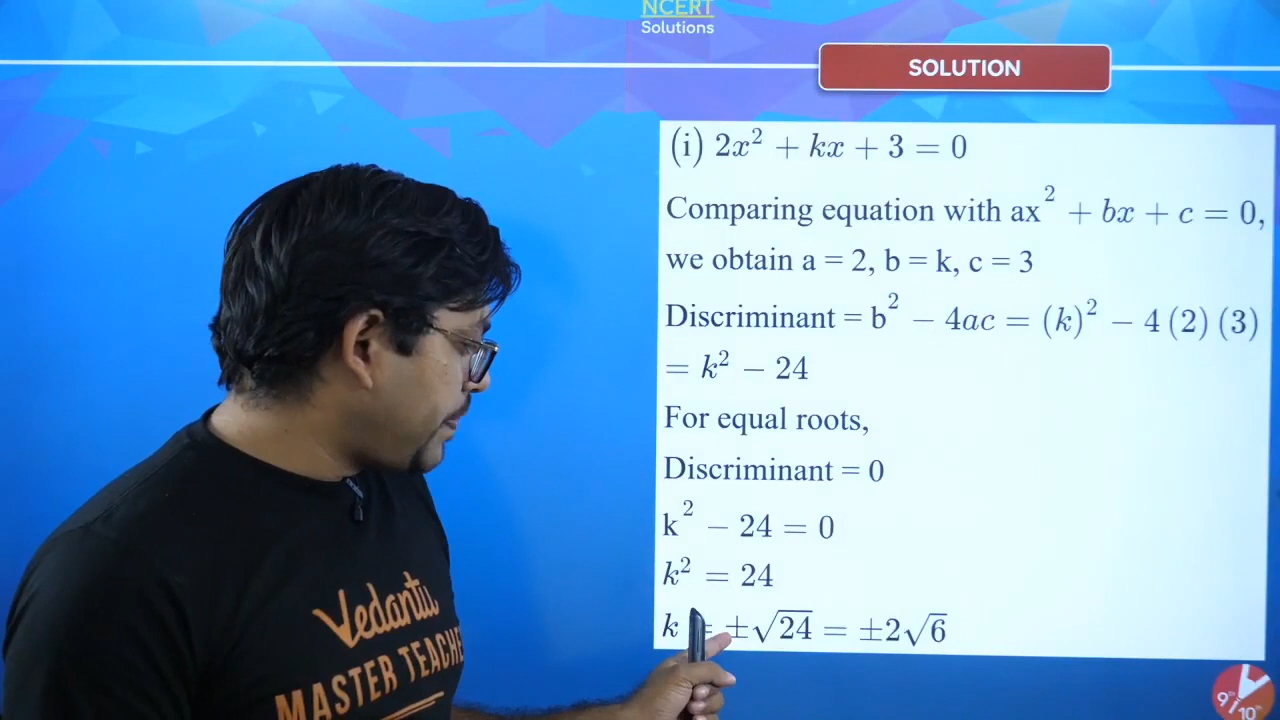 NCERT
Solutions
SOLUTION
(i) 2x² + kx + 3 = 0
Comparing equation with ax² + bx + c = 0,
we obtain a = 2, b = k, c = 3
Discriminant = b² − 4ac = (k)² − 4 (2) (3)
= k² − 24
For equal roots,
Discriminant = 0
k² − 24 = 0
k² = 24
k = ±√24 = ±2√6
Vedantu
MASTER TEACHE
9 10